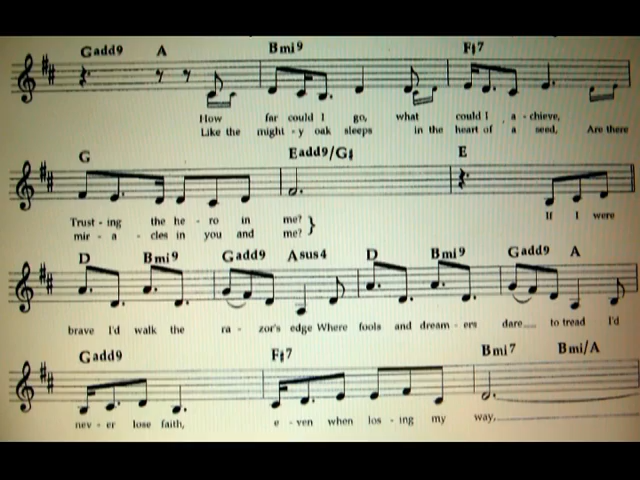 Gadd9 A Bmi9 F♯7
How far could I go, what could I a - chieve,
Like the might - y oak sleeps in the heart of a seed, Are there
G Eadd9/G♯ E
Trust - ing the he - ro in me? If I were
mir - a - cles in you and me?
D Bmi9 Gadd9 Asus4 D Bmi9 Gadd9 A
brave I'd walk the ra - zor's edge Where fools and dream - ers dare to tread I'd
Gadd9 F♯7 Bmi7 Bmi/A
nev - er lose faith, e - ven when los - ing my way.